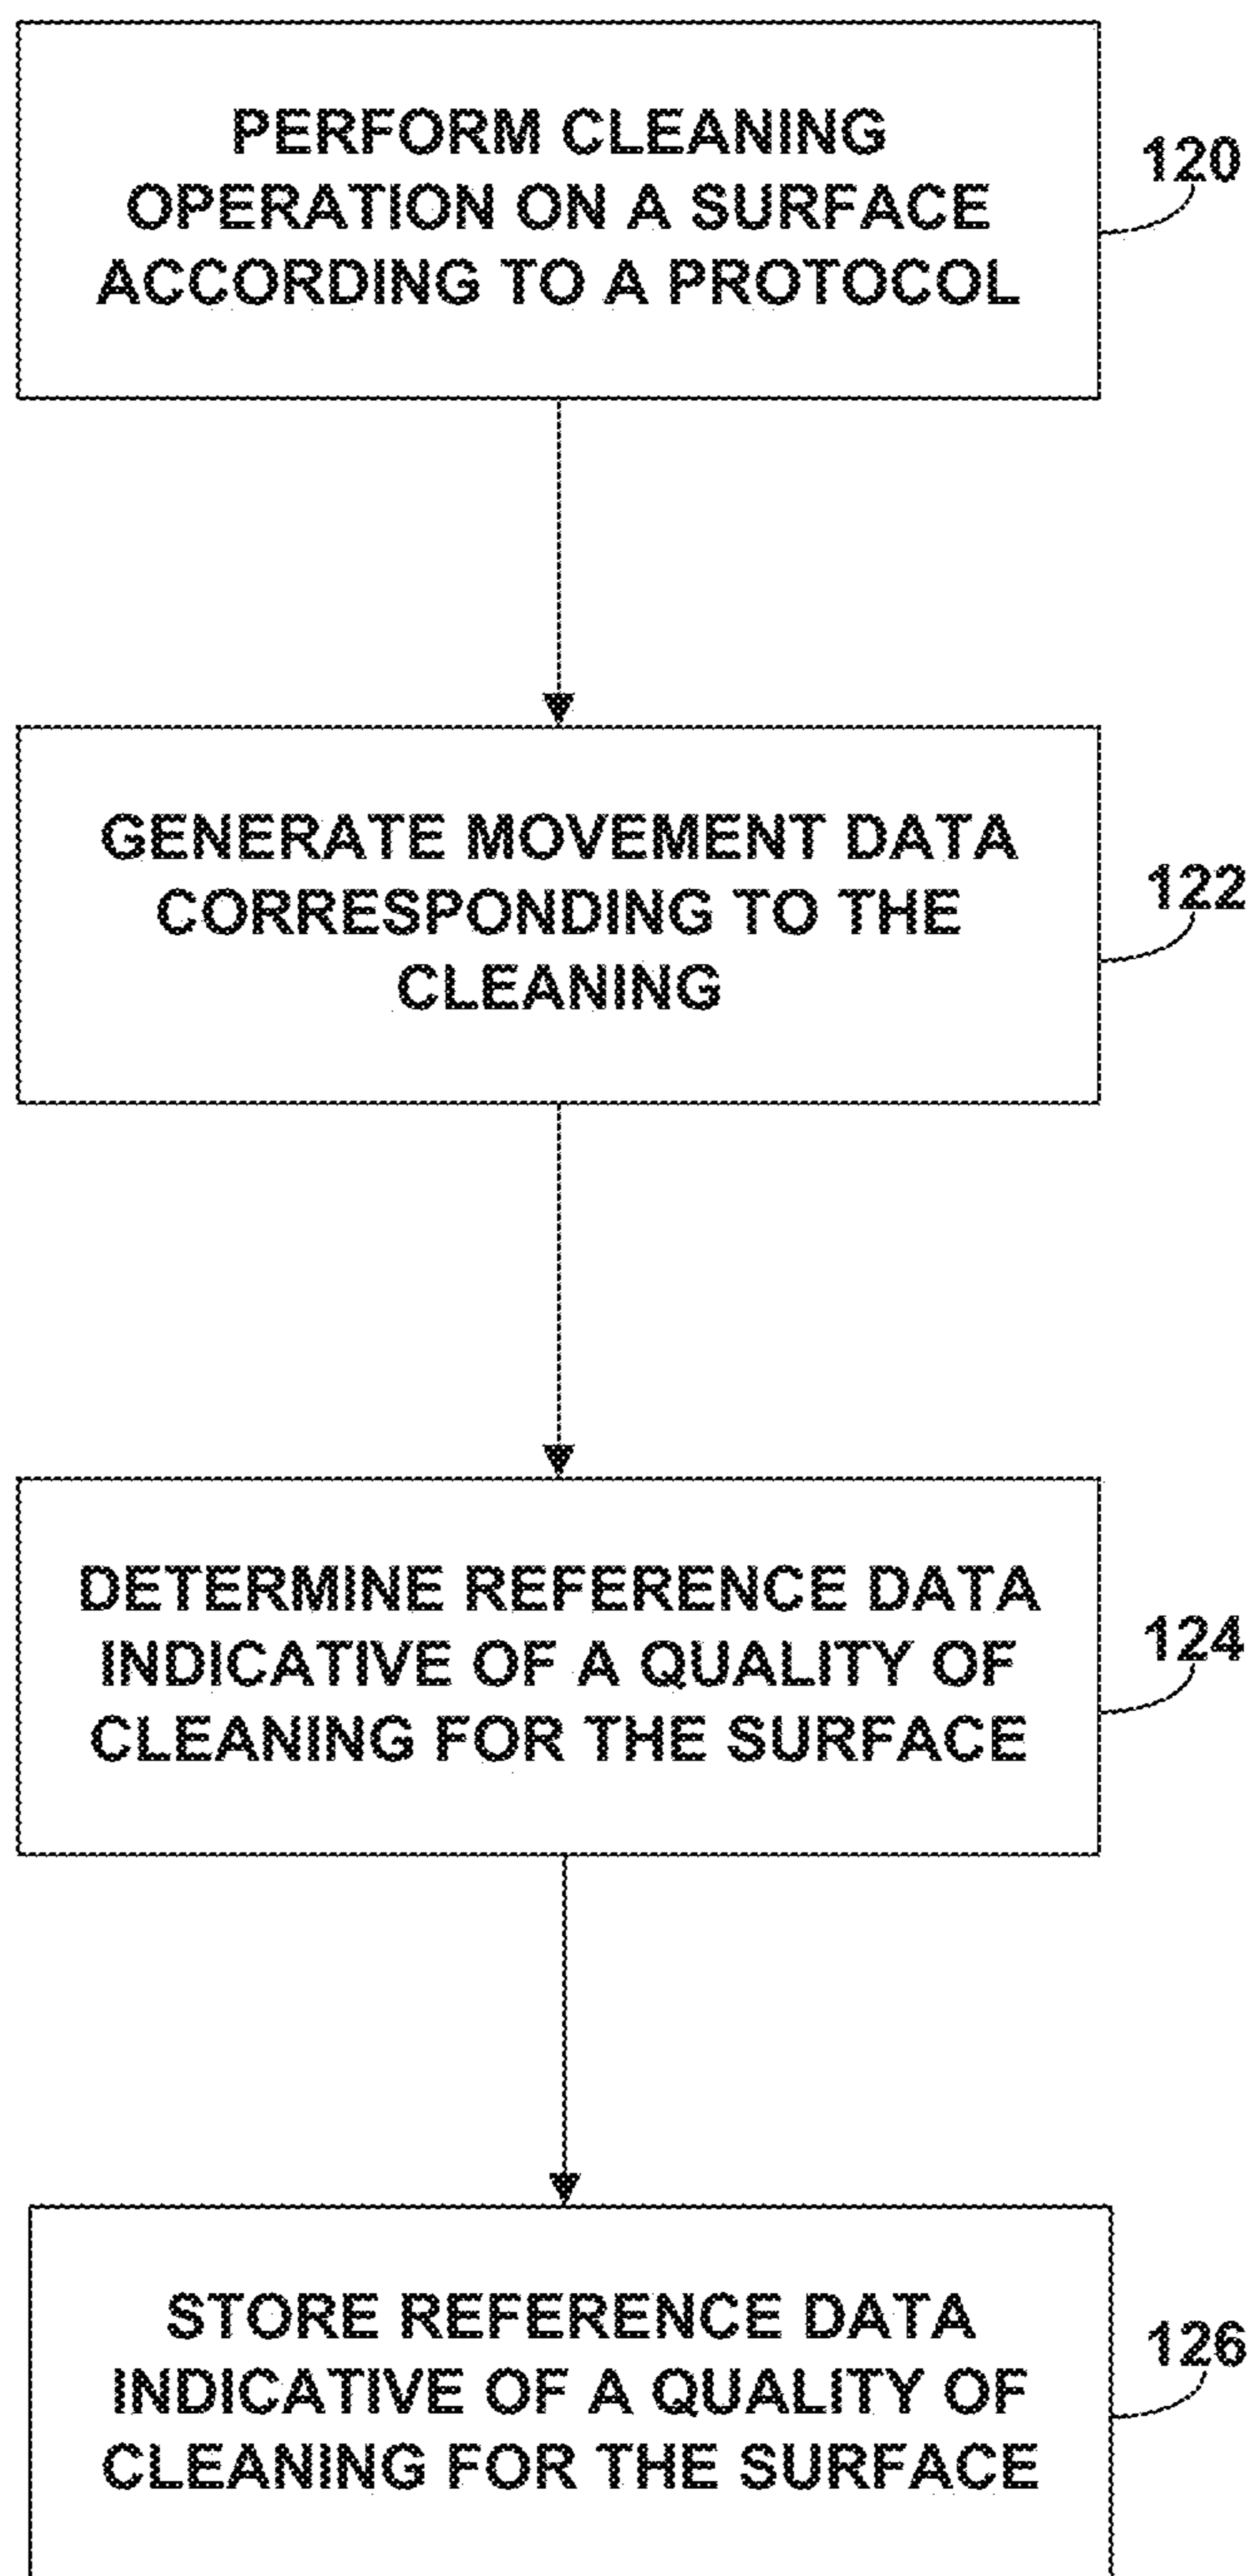 PERFORM CLEANING
OPERATION ON A SURFACE
ACCORDING TO A PROTOCOL
120
GENERATE MOVEMENT DATA
CORRESPONDING TO THE
CLEANING
122
DETERMINE REFERENCE DATA
INDICATIVE OF A QUALITY OF
CLEANING FOR THE SURFACE
124
STORE REFERENCE DATA
INDICATIVE OF A QUALITY OF
CLEANING FOR THE SURFACE
126